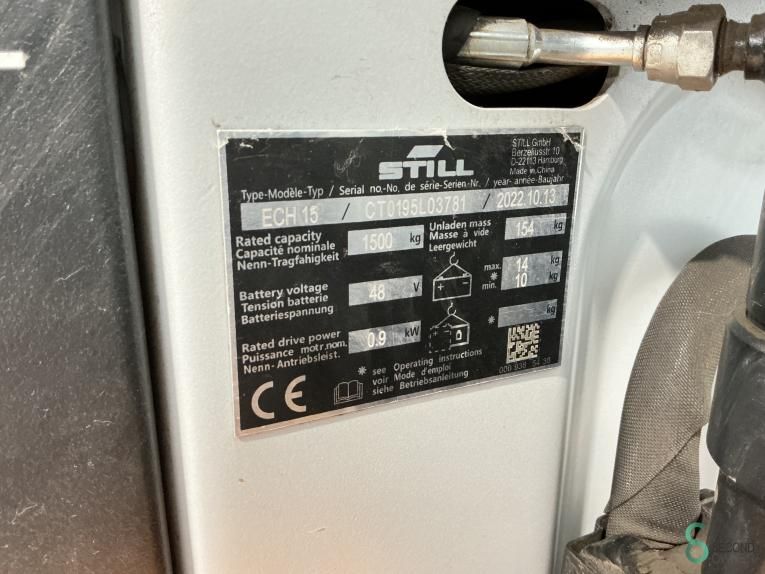 STILL
STILL GmbH
Berzeliusstr. 10
D-22113 Hamburg
Made in China
Type-Modèle-Typ / Serial no.-No. de série-Serien-Nr. / year- année-Baujahr
ECH 15 / CT0195L03781 / 2022.10.13
Rated capacity
Capacité nominale
Nenn-Tragfähigkeit
1500 kg
Unladen mass
Masse à vide
Leergewicht
154 kg
Battery voltage
Tension batterie
Batteriespannung
48 V
max. 14 kg
* min. 10 kg
Rated drive power
Puissance motr.nom.
Nenn-Antriebsleist.
0.9 kW
* kg
* see Operating instructions
voir Mode d'emploi
siehe Betriebsanleitung
CE
SECOND